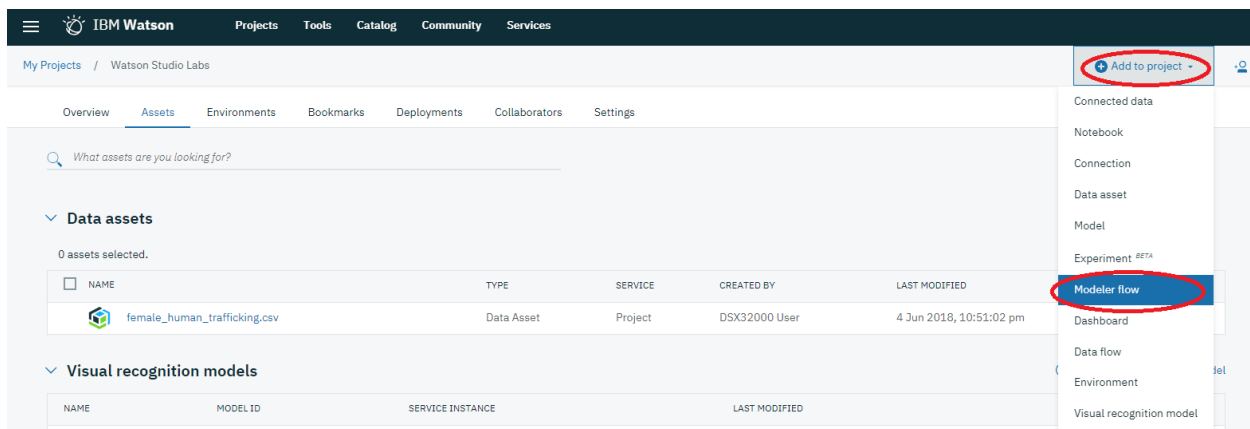 IBM Watson Projects Tools Catalog Community Services
My Projects / Watson Studio Labs Add to project
Overview Assets Environments Bookmarks Deployments Collaborators Settings
What assets are you looking for?
Data assets
0 assets selected.
NAME TYPE SERVICE CREATED BY LAST MODIFIED
female_human_trafficking.csv Data Asset Project DSX32000 User 4 Jun 2018, 10:51:02 pm
Visual recognition models
NAME MODEL ID SERVICE INSTANCE LAST MODIFIED
Connected data
Notebook
Connection
Data asset
Model
Experiment BETA
Modeler flow
Dashboard
Data flow
Environment
Visual recognition model